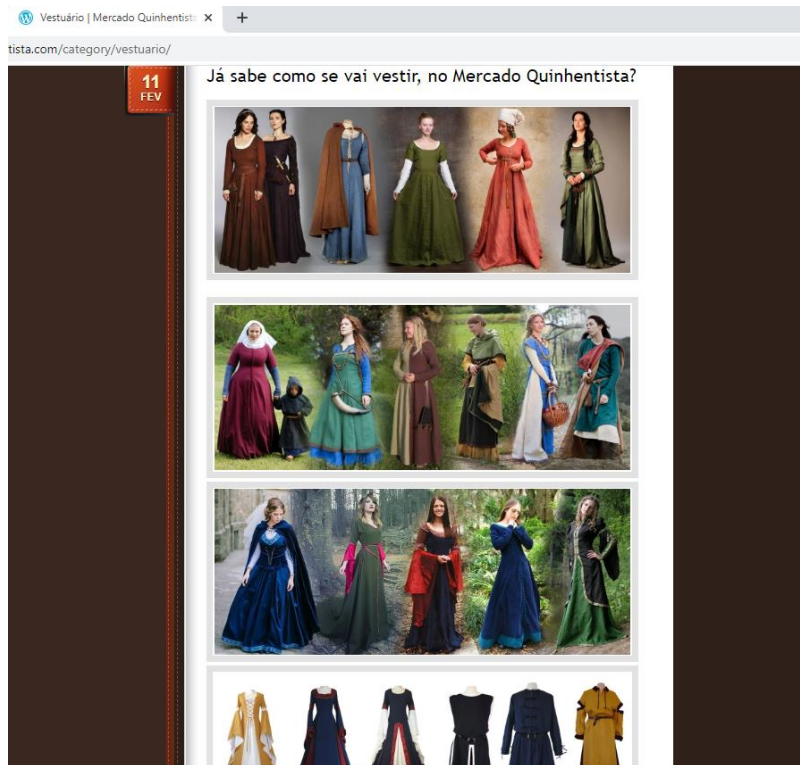 Vestuário | Mercado Quinhentist
tista.com/category/vestuario/
11
FEV
Já sabe como se vai vestir, no Mercado Quinhentista?